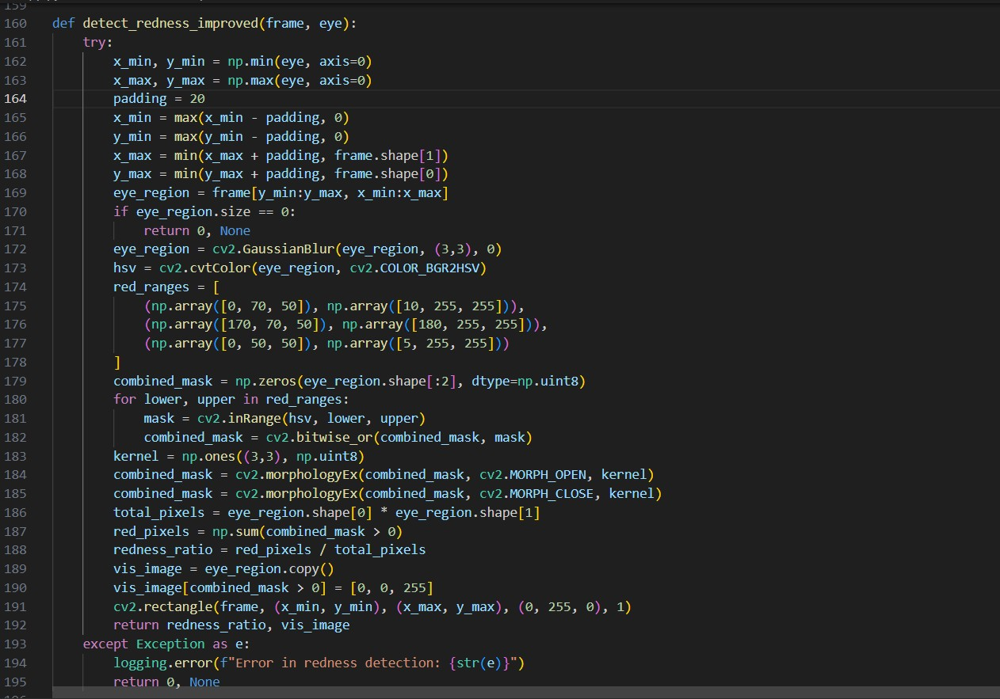 159
160 def detect_redness_improved(frame, eye):
161     try:
162         x_min, y_min = np.min(eye, axis=0)
163         x_max, y_max = np.max(eye, axis=0)
164         padding = 20
165         x_min = max(x_min - padding, 0)
166         y_min = max(y_min - padding, 0)
167         x_max = min(x_max + padding, frame.shape[1])
168         y_max = min(y_max + padding, frame.shape[0])
169         eye_region = frame[y_min:y_max, x_min:x_max]
170         if eye_region.size == 0:
171             return 0, None
172         eye_region = cv2.GaussianBlur(eye_region, (3,3), 0)
173         hsv = cv2.cvtColor(eye_region, cv2.COLOR_BGR2HSV)
174         red_ranges = [
175             (np.array([0, 70, 50]), np.array([10, 255, 255])),
176             (np.array([170, 70, 50]), np.array([180, 255, 255])),
177             (np.array([0, 50, 50]), np.array([5, 255, 255]))
178         ]
179         combined_mask = np.zeros(eye_region.shape[:2], dtype=np.uint8)
180         for lower, upper in red_ranges:
181             mask = cv2.inRange(hsv, lower, upper)
182             combined_mask = cv2.bitwise_or(combined_mask, mask)
183         kernel = np.ones((3,3), np.uint8)
184         combined_mask = cv2.morphologyEx(combined_mask, cv2.MORPH_OPEN, kernel)
185         combined_mask = cv2.morphologyEx(combined_mask, cv2.MORPH_CLOSE, kernel)
186         total_pixels = eye_region.shape[0] * eye_region.shape[1]
187         red_pixels = np.sum(combined_mask > 0)
188         redness_ratio = red_pixels / total_pixels
189         vis_image = eye_region.copy()
190         vis_image[combined_mask > 0] = [0, 0, 255]
191         cv2.rectangle(frame, (x_min, y_min), (x_max, y_max), (0, 255, 0), 1)
192         return redness_ratio, vis_image
193     except Exception as e:
194         logging.error(f"Error in redness detection: {str(e)}")
195         return 0, None